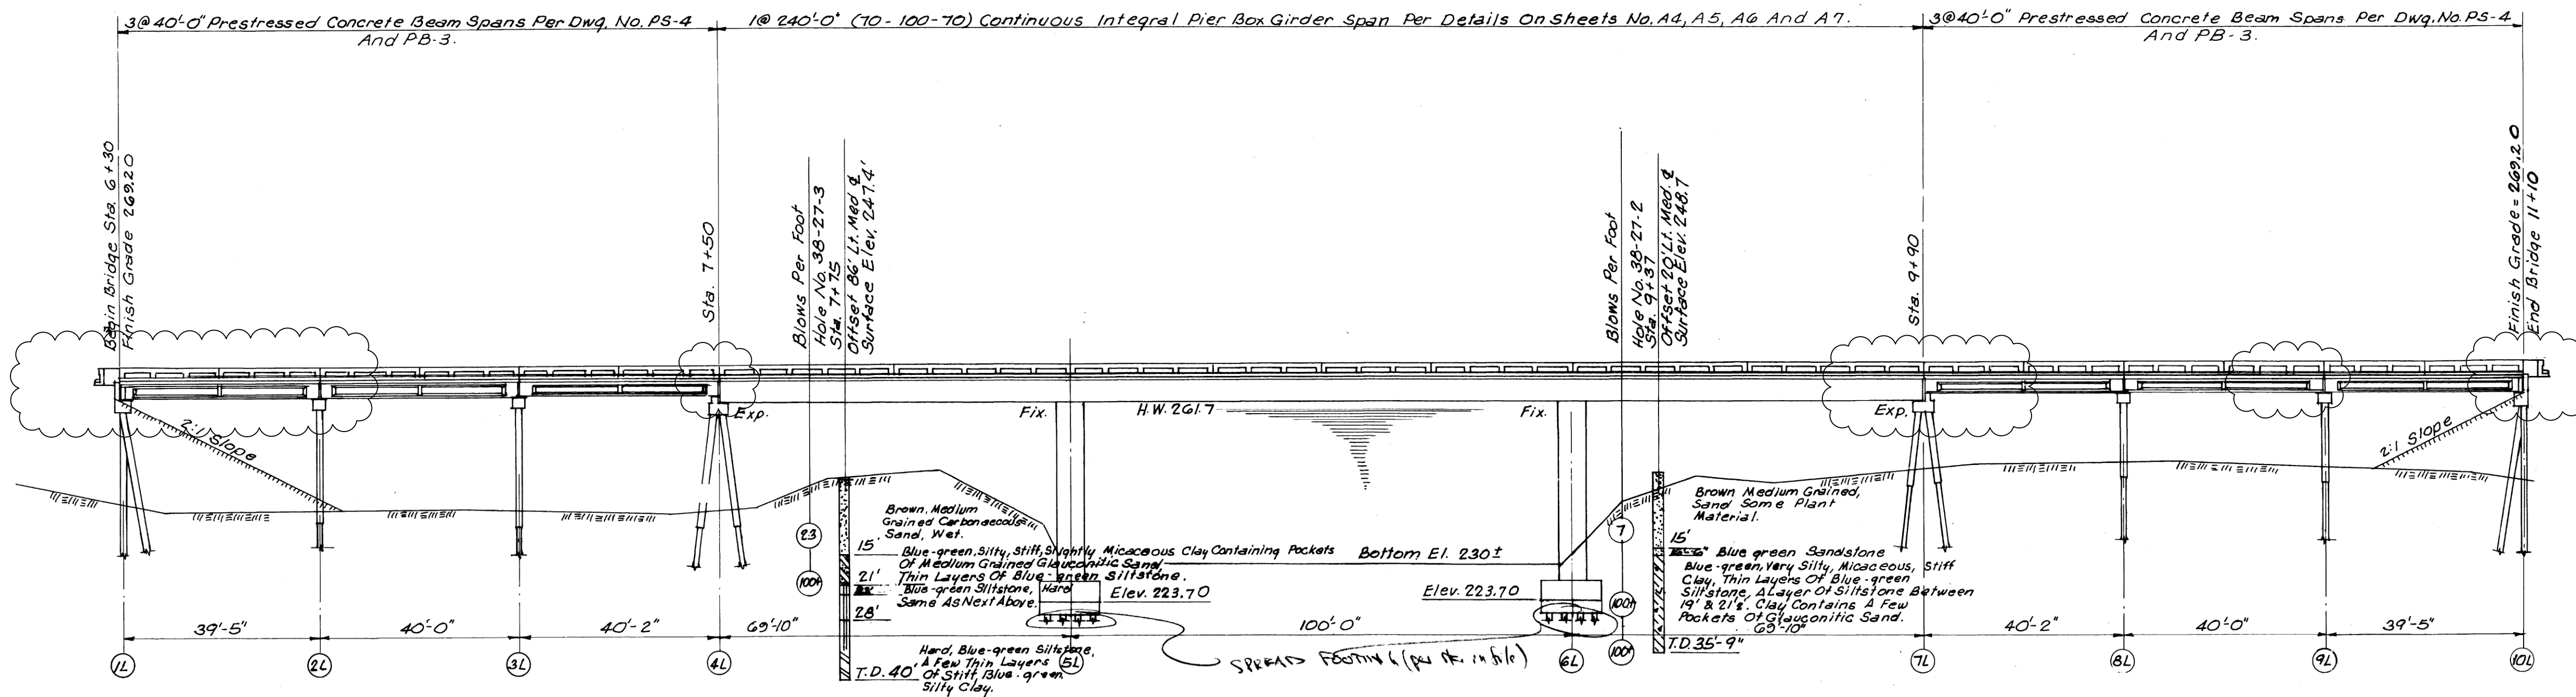 3@40'-0" Prestressed Concrete Beam Spans Per Dwg. No. PS-4
And PB-3.
1@ 240'-0" (70-100-70) Continuous Integral Pier Box Girder Span Per Details On Sheets No. A4, A5, A6 And A7.
3@40'-0" Prestressed Concrete Beam Spans Per Dwg. No. PS-4
And PB-3.
Begin Bridge Sta. 6+30
Finish Grade 269.20
Sta. 7+50
Blows Per Foot
Hole No. 38-27-3
Sta. 7+75
Offset 86' Lt. Med ℄
Surface Elev. 247.4'
Blows Per Foot
Hole No. 38-27-2
Sta. 9+37
Offset 20' Lt. Med. ℄
Surface Elev. 248.7
Sta. 9+90
Finish Grade = 269.20
End Bridge 11+10
Exp.
Fix.
H.W. 261.7
Fix.
Exp.
2:1 Slope
2:1 Slope
23
100+
Brown, Medium
Grained Carbonaceous
Sand, Wet.
15'
Blue-green, Silty, Stiff, Slightly Micaceous Clay Containing Pockets
Of Medium Grained Glauconitic Sand,
Thin Layers Of Blue-green Siltstone.
21'
Blue-green Siltstone, Hard
Same As Next Above.
28'
Hard, Blue-green Siltstone,
A Few Thin Layers
Of Stiff, Blue-green,
Silty Clay.
T.D. 40'
Bottom El. 230±
Elev. 223.70
Elev. 223.70
7
100+
100+
Brown Medium Grained,
Sand Some Plant
Material.
15'
Blue green Sandstone
Blue-green, Very Silty, Micaceous, Stiff
Clay, Thin Layers Of Blue-green
Siltstone, A Layer Of Siltstone Between
19' & 21'±. Clay Contains A Few
Pockets Of Glauconitic Sand.
T.D. 35'-9"
39'-5"
40'-0"
40'-2"
69'-10"
100'-0"
69'-10"
40'-2"
40'-0"
39'-5"
SPREAD FOOTING (per in file)
1L
2L
3L
4L
5L
6L
7L
8L
9L
10L